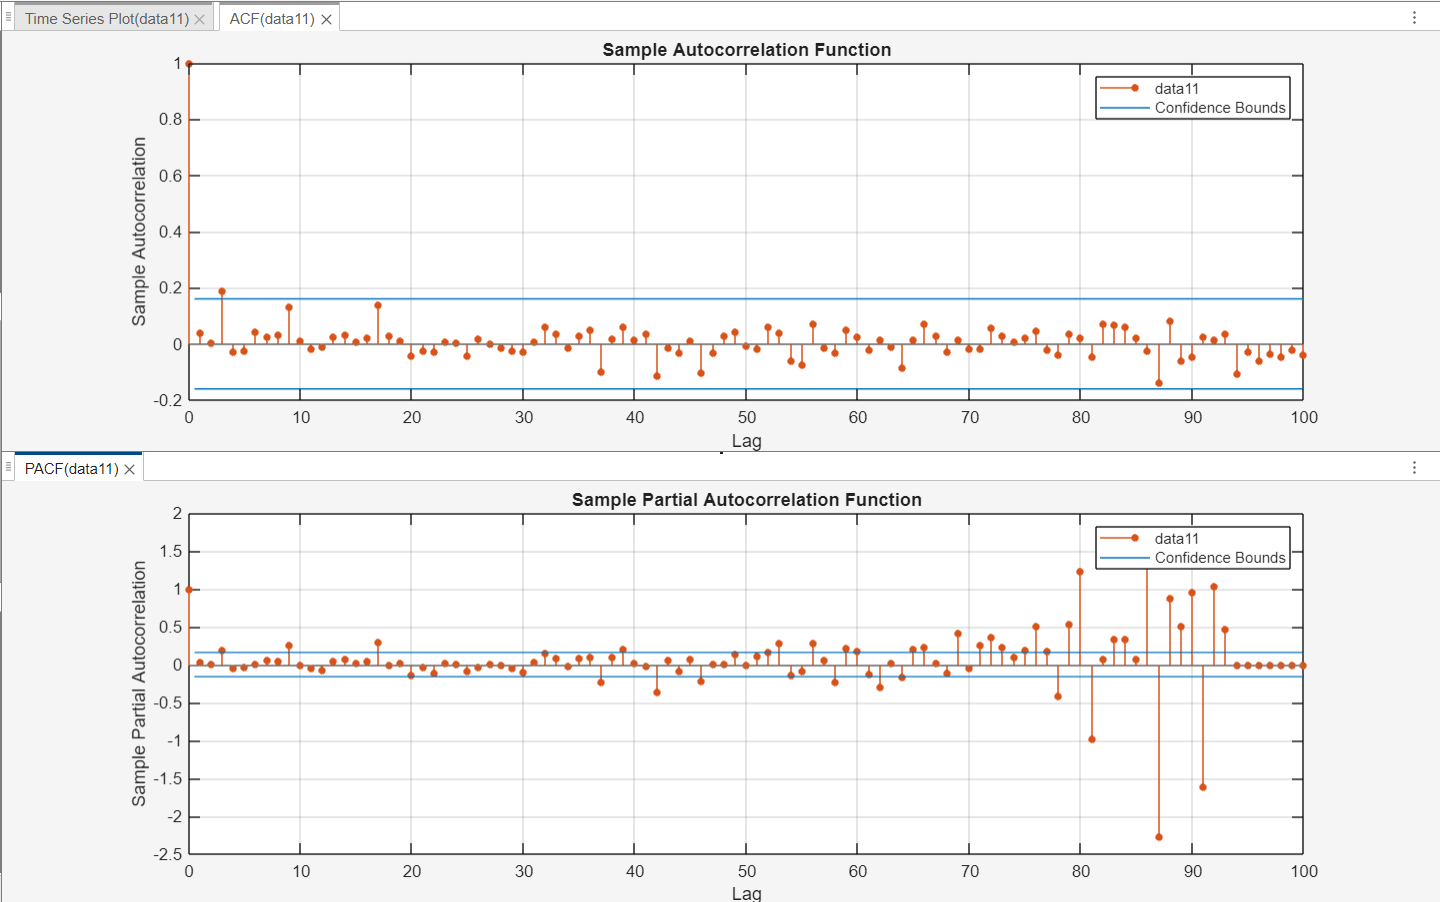 Time Series Plot(data11)
ACF(data11)
Sample Autocorrelation Function
1
0.8
0.6
0.4
0.2
0
-0.2
Sample Autocorrelation
data11
Confidence Bounds
0 10 20 30 40 50 60 70 80 90 100
Lag
PACF(data11)
Sample Partial Autocorrelation Function
2
1.5
1
0.5
0
-0.5
-1
-1.5
-2
-2.5
Sample Partial Autocorrelation
data11
Confidence Bounds
0 10 20 30 40 50 60 70 80 90 100
Lag